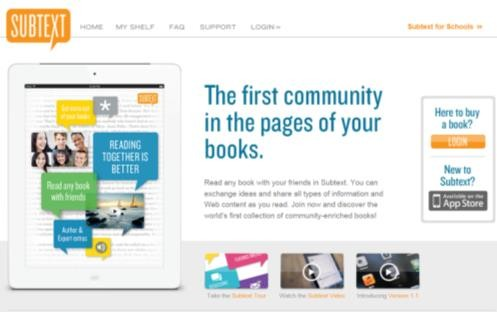 SUBTEXT
HOME MY SHELF FAQ SUPPORT LOGIN »
Subtext for Schools »
SUBTEXT
Get extra out
of your books
*
READING
TOGETHER IS
BETTER
Read any book
with friends
Author &
Expert extras
The first community
in the pages of your
books.
Read any book with your friends in Subtext. You can
exchange ideas and share all types of information and
Web content as you read. Join now and discover the
world's first collection of community-enriched books!
Here to buy
a book?
LOGIN
New to
Subtext?
Available on the
App Store
Take the Subtext Tour
Watch the Subtext Video
Introducing Version 1.1